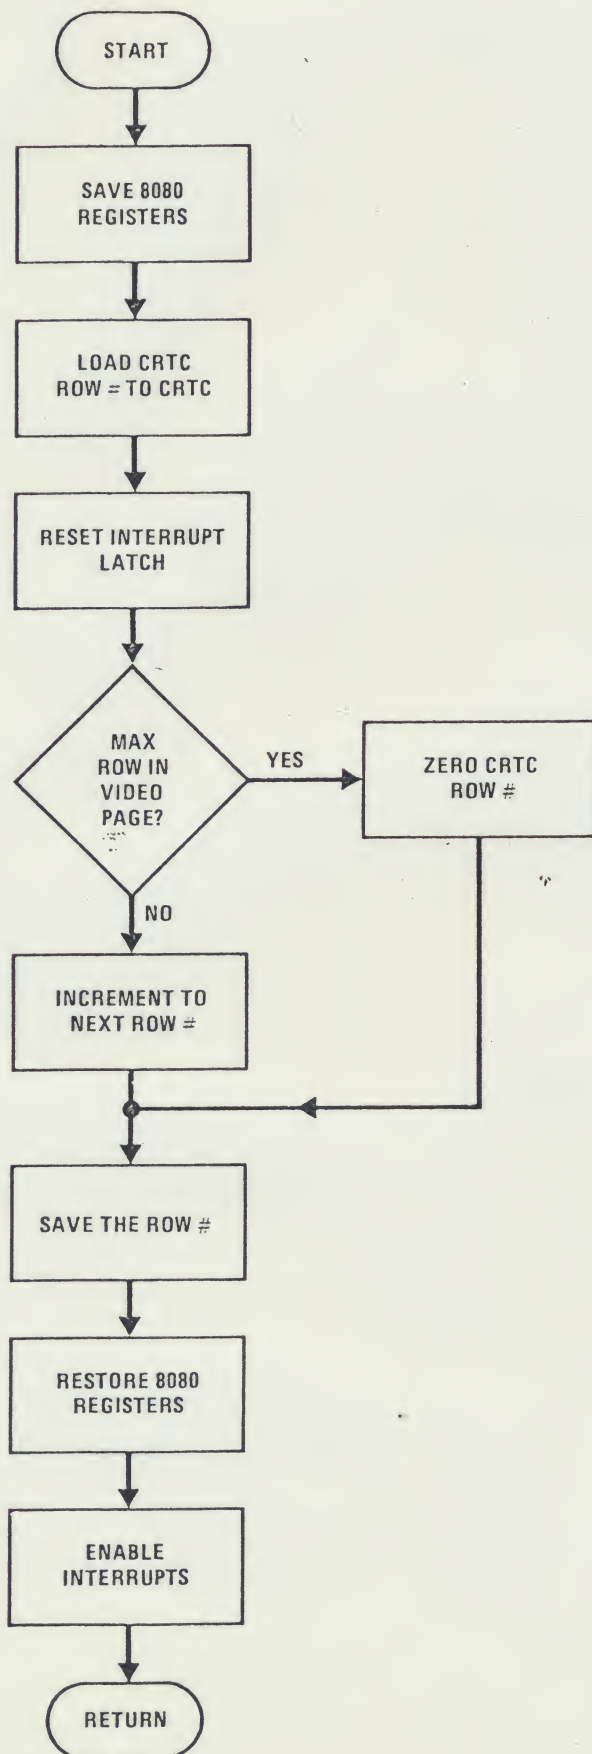 START
SAVE 8080
REGISTERS
LOAD CRTC
ROW = TO CRTC
RESET INTERRUPT
LATCH
MAX
ROW IN
VIDEO
PAGE?
YES
ZERO CRTC
ROW #
NO
INCREMENT TO
NEXT ROW #
SAVE THE ROW #
RESTORE 8080
REGISTERS
ENABLE
INTERRUPTS
RETURN